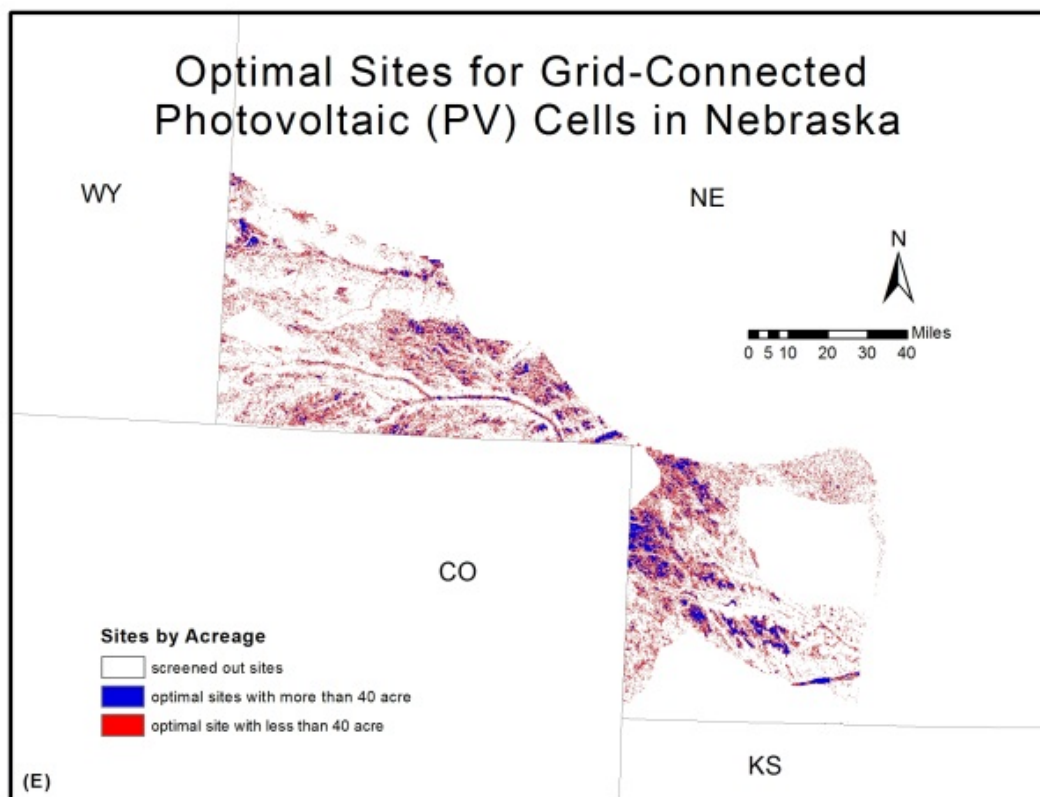 Optimal Sites for Grid-Connected
Photovoltaic (PV) Cells in Nebraska
WY
NE
N
Miles
0 5 10 20 30 40
CO
Sites by Acreage
screened out sites
optimal sites with more than 40 acre
optimal site with less than 40 acre
KS
(E)